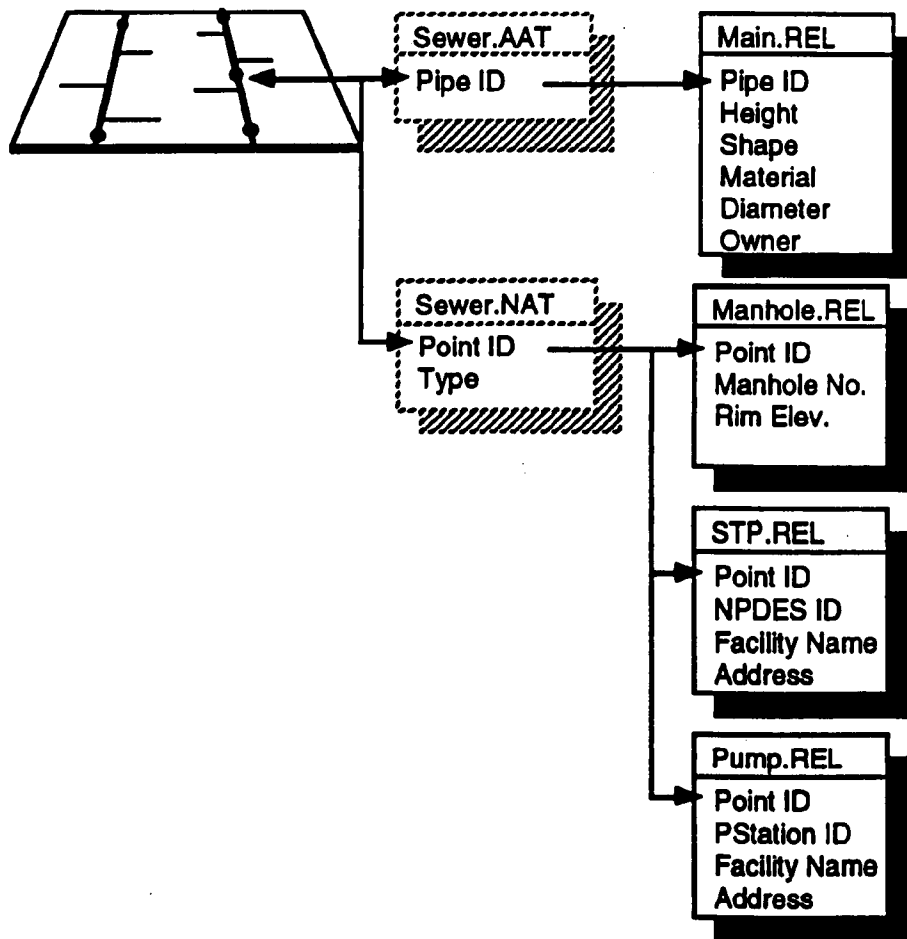 Sewer.AAT
Pipe ID
Main.REL
Pipe ID
Height
Shape
Material
Diameter
Owner
Sewer.NAT
Point ID
Type
Manhole.REL
Point ID
Manhole No.
Rim Elev.
STP.REL
Point ID
NPDES ID
Facility Name
Address
Pump.REL
Point ID
PStation ID
Facility Name
Address